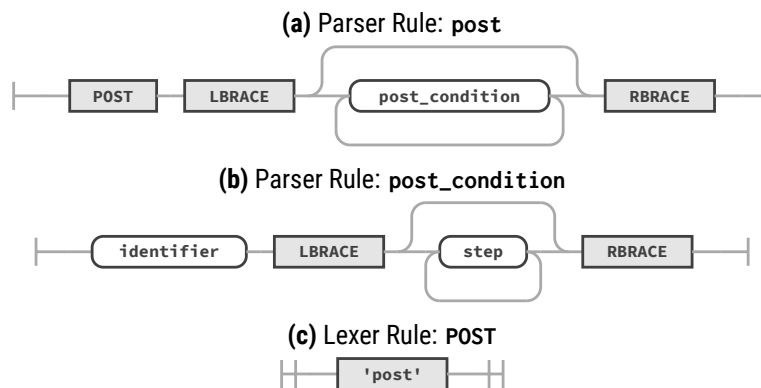 (a) Parser Rule: post
POST LBRACE post_condition RBRACE
(b) Parser Rule: post_condition
identifier LBRACE step RBRACE
(c) Lexer Rule: POST
'post'